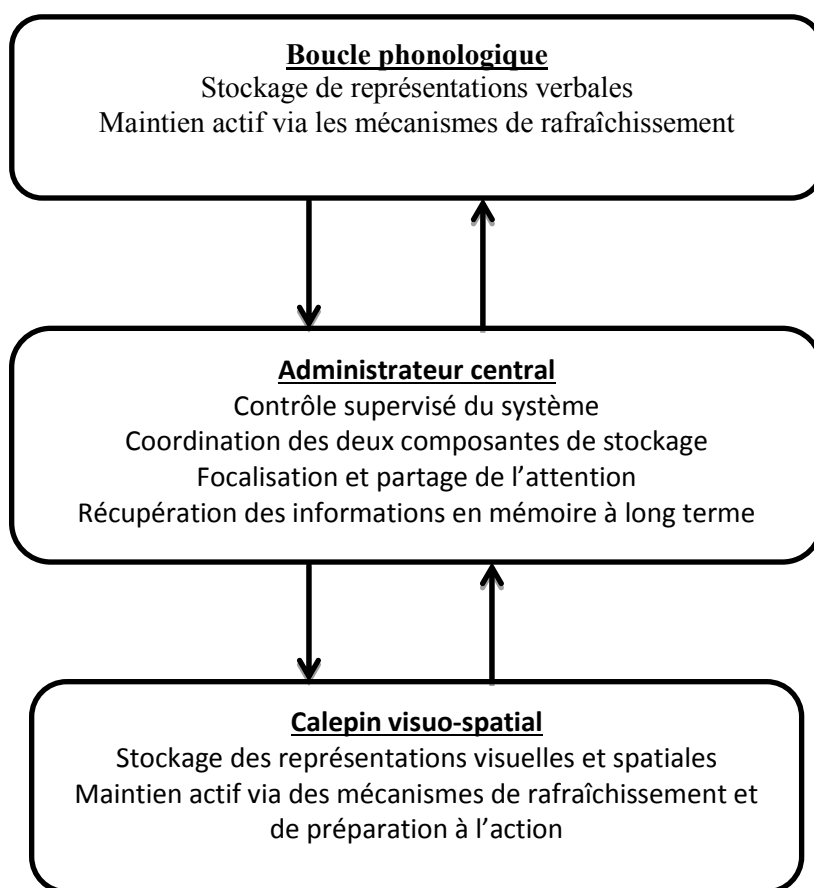 Boucle phonologique
Stockage de représentations verbales
Maintien actif via les mécanismes de rafraîchissement
Administrateur central
Contrôle supervisé du système
Coordination des deux composantes de stockage
Focalisation et partage de l’attention
Récupération des informations en mémoire à long terme
Calepin visuo-spatial
Stockage des représentations visuelles et spatiales
Maintien actif via des mécanismes de rafraîchissement et
de préparation à l’action